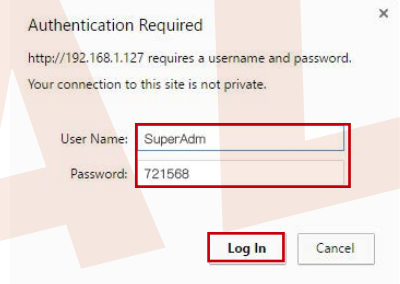 Authentication Required
×
http://192.168.1.127 requires a username and password.
Your connection to this site is not private.
User Name: SuperAdm
Password: 721568
Log In Cancel